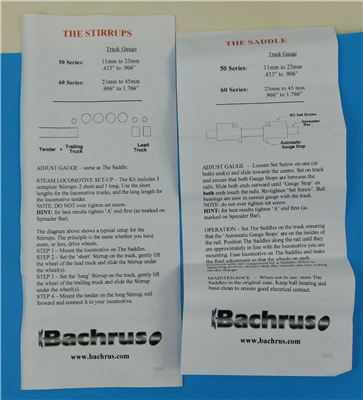 THE STIRRUPS
Track Gauge
50 Series: 11mm to 23mm
.433" to .906"
60 Series: 23mm to 45mm
.906" to 1.766"
Tender + Trailing Truck
Lead Truck
ADJUST GAUGE – same as The Saddle.
STEAM LOCOMOTIVE SET-UP – The Kit includes 3
complete Stirrups: 2 short and 1 long. Use the short
lengths for the locomotive trucks, and the long length for
the locomotive tender.
NOTE: DO NOT over tighten set screw.
HINT: for best results tighten 'A' end first (as marked on
Spreader Bar).
The diagram above shows a typical setup for the
Stirrups. The principle is the same whether you have
more, or less, drive wheels.
STEP 1 - Mount the locomotive on The Saddles.
STEP 2 - Set the 'short' Stirrup on the track, gently lift
the wheel of the lead truck and slide the Stirrup under
the wheel(s).
STEP 3 - Set the 'long' Stirrup on the track, gently lift
the wheel of the trailing truck and slide the Stirrup
under the wheel(s).
STEP 4 - Mount the tender on the long Stirrup, roll
forward and connect it to your locomotive.
Bachrus
www.bachrus.com
THE SADDLE
Track Gauge
50 Series: 11mm to 23mm
.433" to .906"
60 Series: 23mm to 45 mm
.906" to 1.766"
Set Screw
Spreader
Bar
Automatic
Gauge Stop
ADJUST GAUGE – Loosen Set Screw on one (or
both) end(s) and slide towards the centre. Set on track
and ensure that both Gauge Stops are between the
rails. Slide both ends outward until 'Gauge Stop' on
both ends touch the rails. Re-tighten 'Set Screw'. Ball
bearings are now in correct gauge with the track.
NOTE: do not over tighten set screw.
HINT: for best results tighten 'A' end first (as marked
on Spreader Bar).
OPERATION - Set The Saddles on the track ensuring
that the 'Automatic Gauge Stops' are on the insides of
the rail. Position The Saddles along the rail until they
are approximately in line with the locomotive you are
mounting. Ease locomotive on The Saddles and make
the final adjustment so that the wheels on each
MAINTENANCE – When not in use, store The
Saddles in the original case. Keep ball bearing and
base clean to ensure good electrical contact.
Bachrus
www.bachrus.com